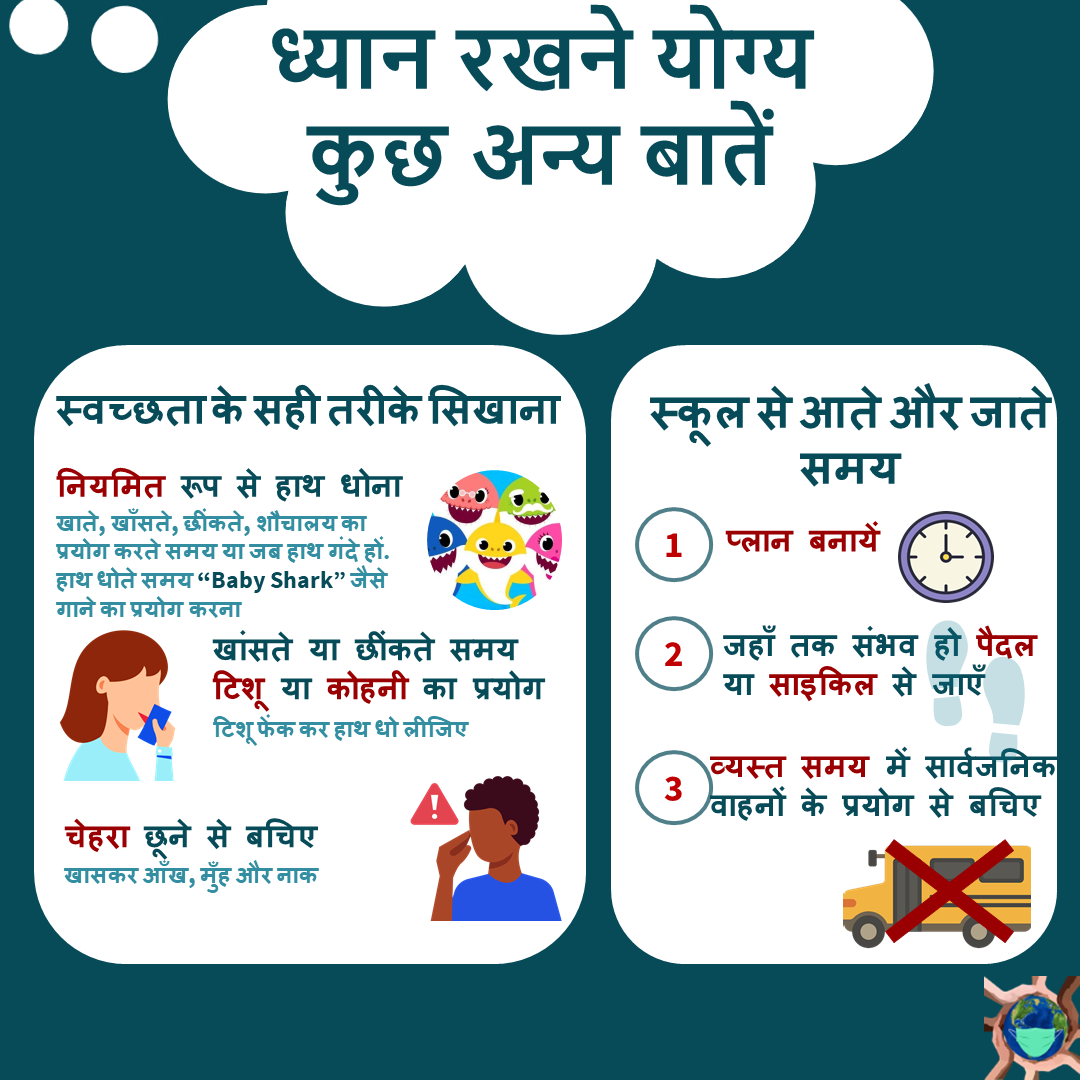 ध्यान रखने योग्य
कुछ अन्य बातें
स्वच्छता के सही तरीके सिखाना
नियमित रूप से हाथ धोना
खाते, खाँसते, छींकते, शौचालय का
प्रयोग करते समय या जब हाथ गंदे हों.
हाथ धोते समय “Baby Shark” जैसे
गाने का प्रयोग करना
खांसते या छींकते समय
टिशू या कोहनी का प्रयोग
टिशू फेंक कर हाथ धो लीजिए
चेहरा छूने से बचिए
खासकर आँख, मुँह और नाक
स्कूल से आते और जाते
समय
1 प्लान बनायें
2 जहाँ तक संभव हो पैदल
या साइकिल से जाएँ
3 व्यस्त समय में सार्वजनिक
वाहनों के प्रयोग से बचिए